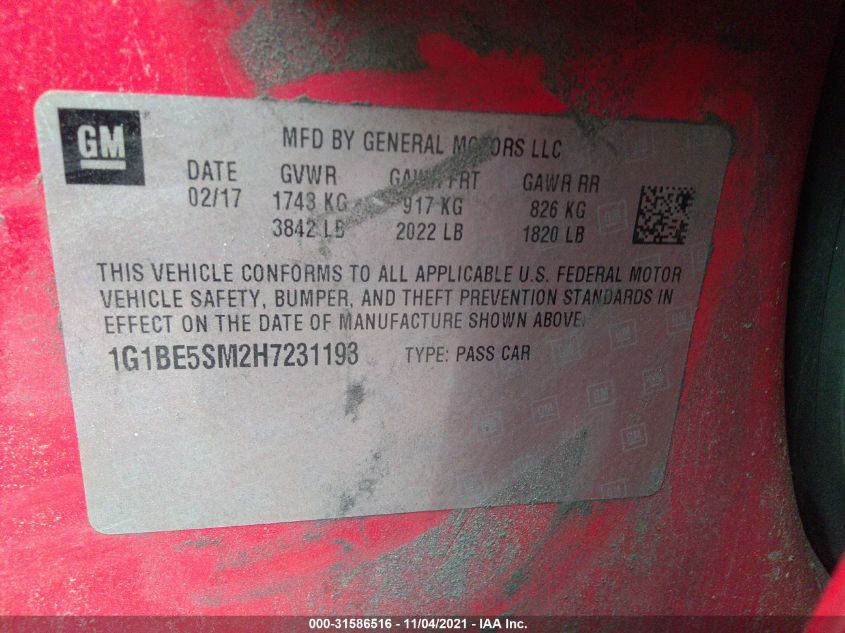 GM
MFD BY GENERAL MOTORS LLC
DATE GVWR GAWR FRT GAWR RR
02/17 1743 KG 917 KG 826 KG
3842 LB 2022 LB 1820 LB
THIS VEHICLE CONFORMS TO ALL APPLICABLE U.S. FEDERAL MOTOR
VEHICLE SAFETY, BUMPER, AND THEFT PREVENTION STANDARDS IN
EFFECT ON THE DATE OF MANUFACTURE SHOWN ABOVE.
1G1BE5SM2H7231193 TYPE: PASS CAR
000-31586516 - 11/04/2021 - IAA Inc.